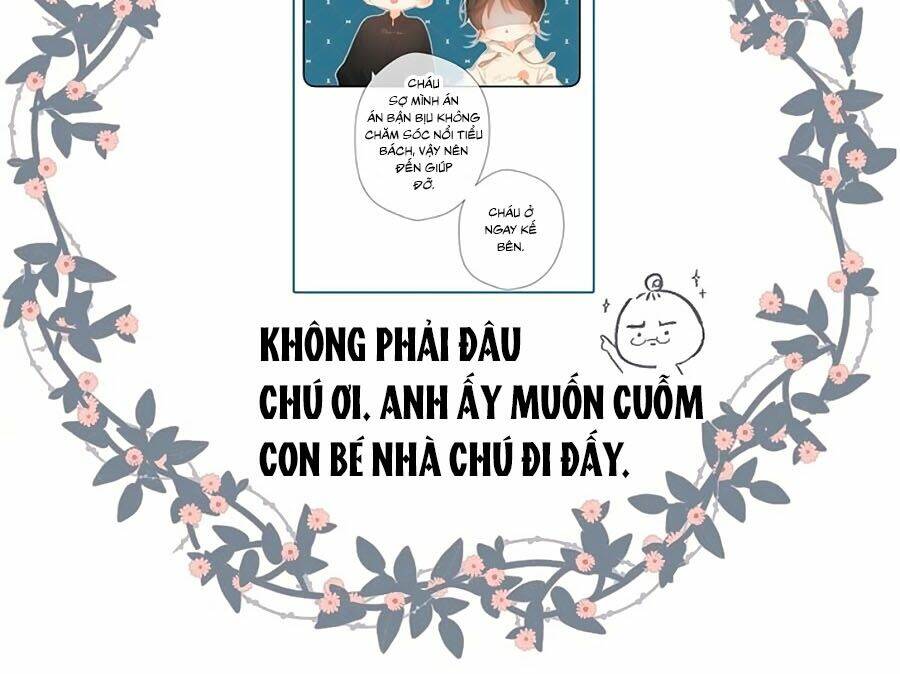 CHÁU
SỢ MÌNH ÁN
ÁN BẬN BỊU KHÔNG
CHĂM SÓC NỔI TIỂU
BÁCH, VẬY NÊN
ĐẾN GIÚP
ĐỠ.
CHÁU Ở
NGAY KẾ
BÊN.
KHÔNG PHẢI ĐÂU
CHÚ ƠI. ANH ẤY MUỐN CUỖM
CON BÉ NHÀ CHÚ ĐI ĐẤY.